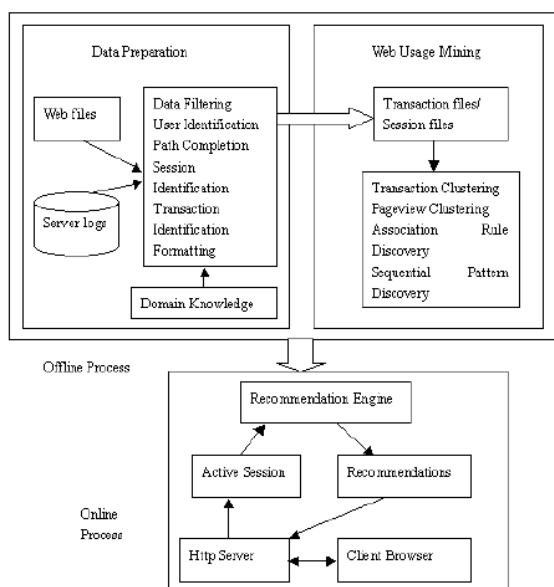 Data Preparation
Web files
Server logs
Data Filtering
User Identification
Path Completion
Session
Identification
Transaction
Identification
Formatting
Domain Knowledge
Web Usage Mining
Transaction files/
Session files
Transaction Clustering
Pageview Clustering
Association Rule
Discovery
Sequential Pattern
Discovery
Offline Process
Recommendation Engine
Active Session
Recommendations
Online
Process
Http Server
Client Browser